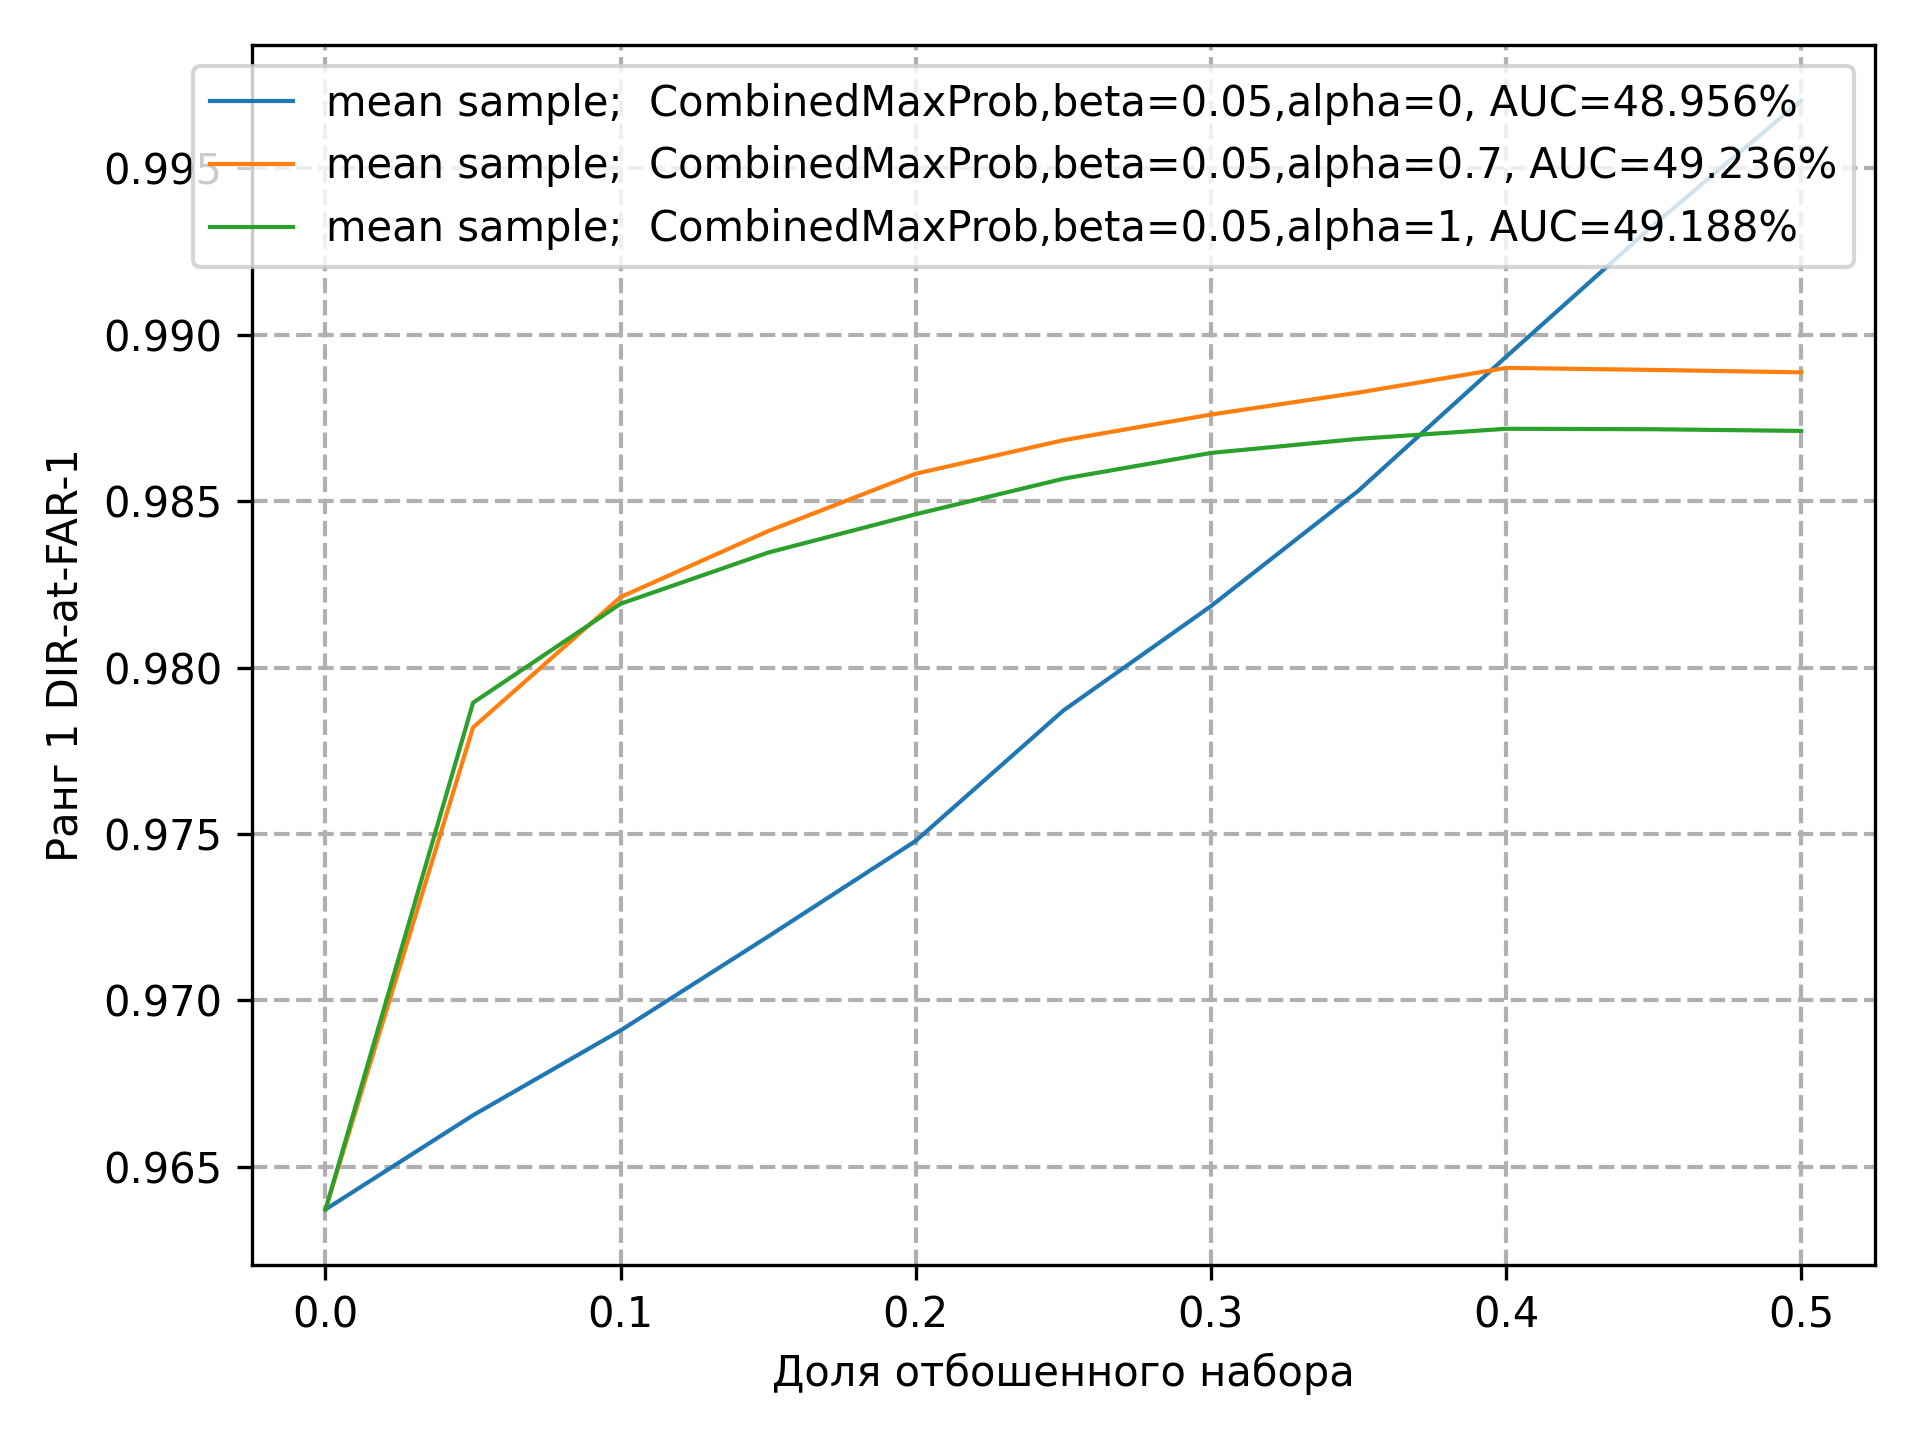 mean sample;  CombinedMaxProb,beta=0.05,alpha=0, AUC=48.956%
mean sample;  CombinedMaxProb,beta=0.05,alpha=0.7, AUC=49.236%
mean sample;  CombinedMaxProb,beta=0.05,alpha=1, AUC=49.188%
0.995
0.990
0.985
0.980
0.975
0.970
0.965
Ранг 1 DIR-at-FAR-1
0.0 0.1 0.2 0.3 0.4 0.5
Доля отбошенного набора